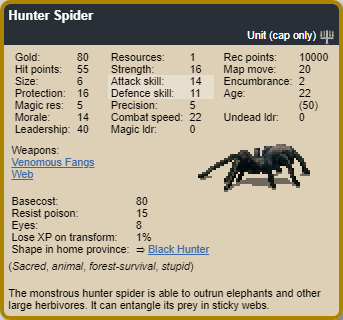 Hunter Spider
Unit (cap only)
Gold: 80 Resources: 1 Rec points: 10000
Hit points: 55 Strength: 16 Map move: 20
Size: 6 Attack skill: 14 Encumbrance: 2
Protection: 16 Defence skill: 11 Age: 22
Magic res: 5 Precision: 5 (50)
Morale: 14 Combat speed: 22 Undead ldr: 0
Leadership: 40 Magic ldr: 0
Weapons:
Venomous Fangs
Web
Basecost: 80
Resist poison: 15
Eyes: 8
Lose XP on transform: 1%
Shape in home province: ⇒ Black Hunter
(Sacred, animal, forest-survival, stupid)
The monstrous hunter spider is able to outrun elephants and other
large herbivores. It can entangle its prey in sticky webs.